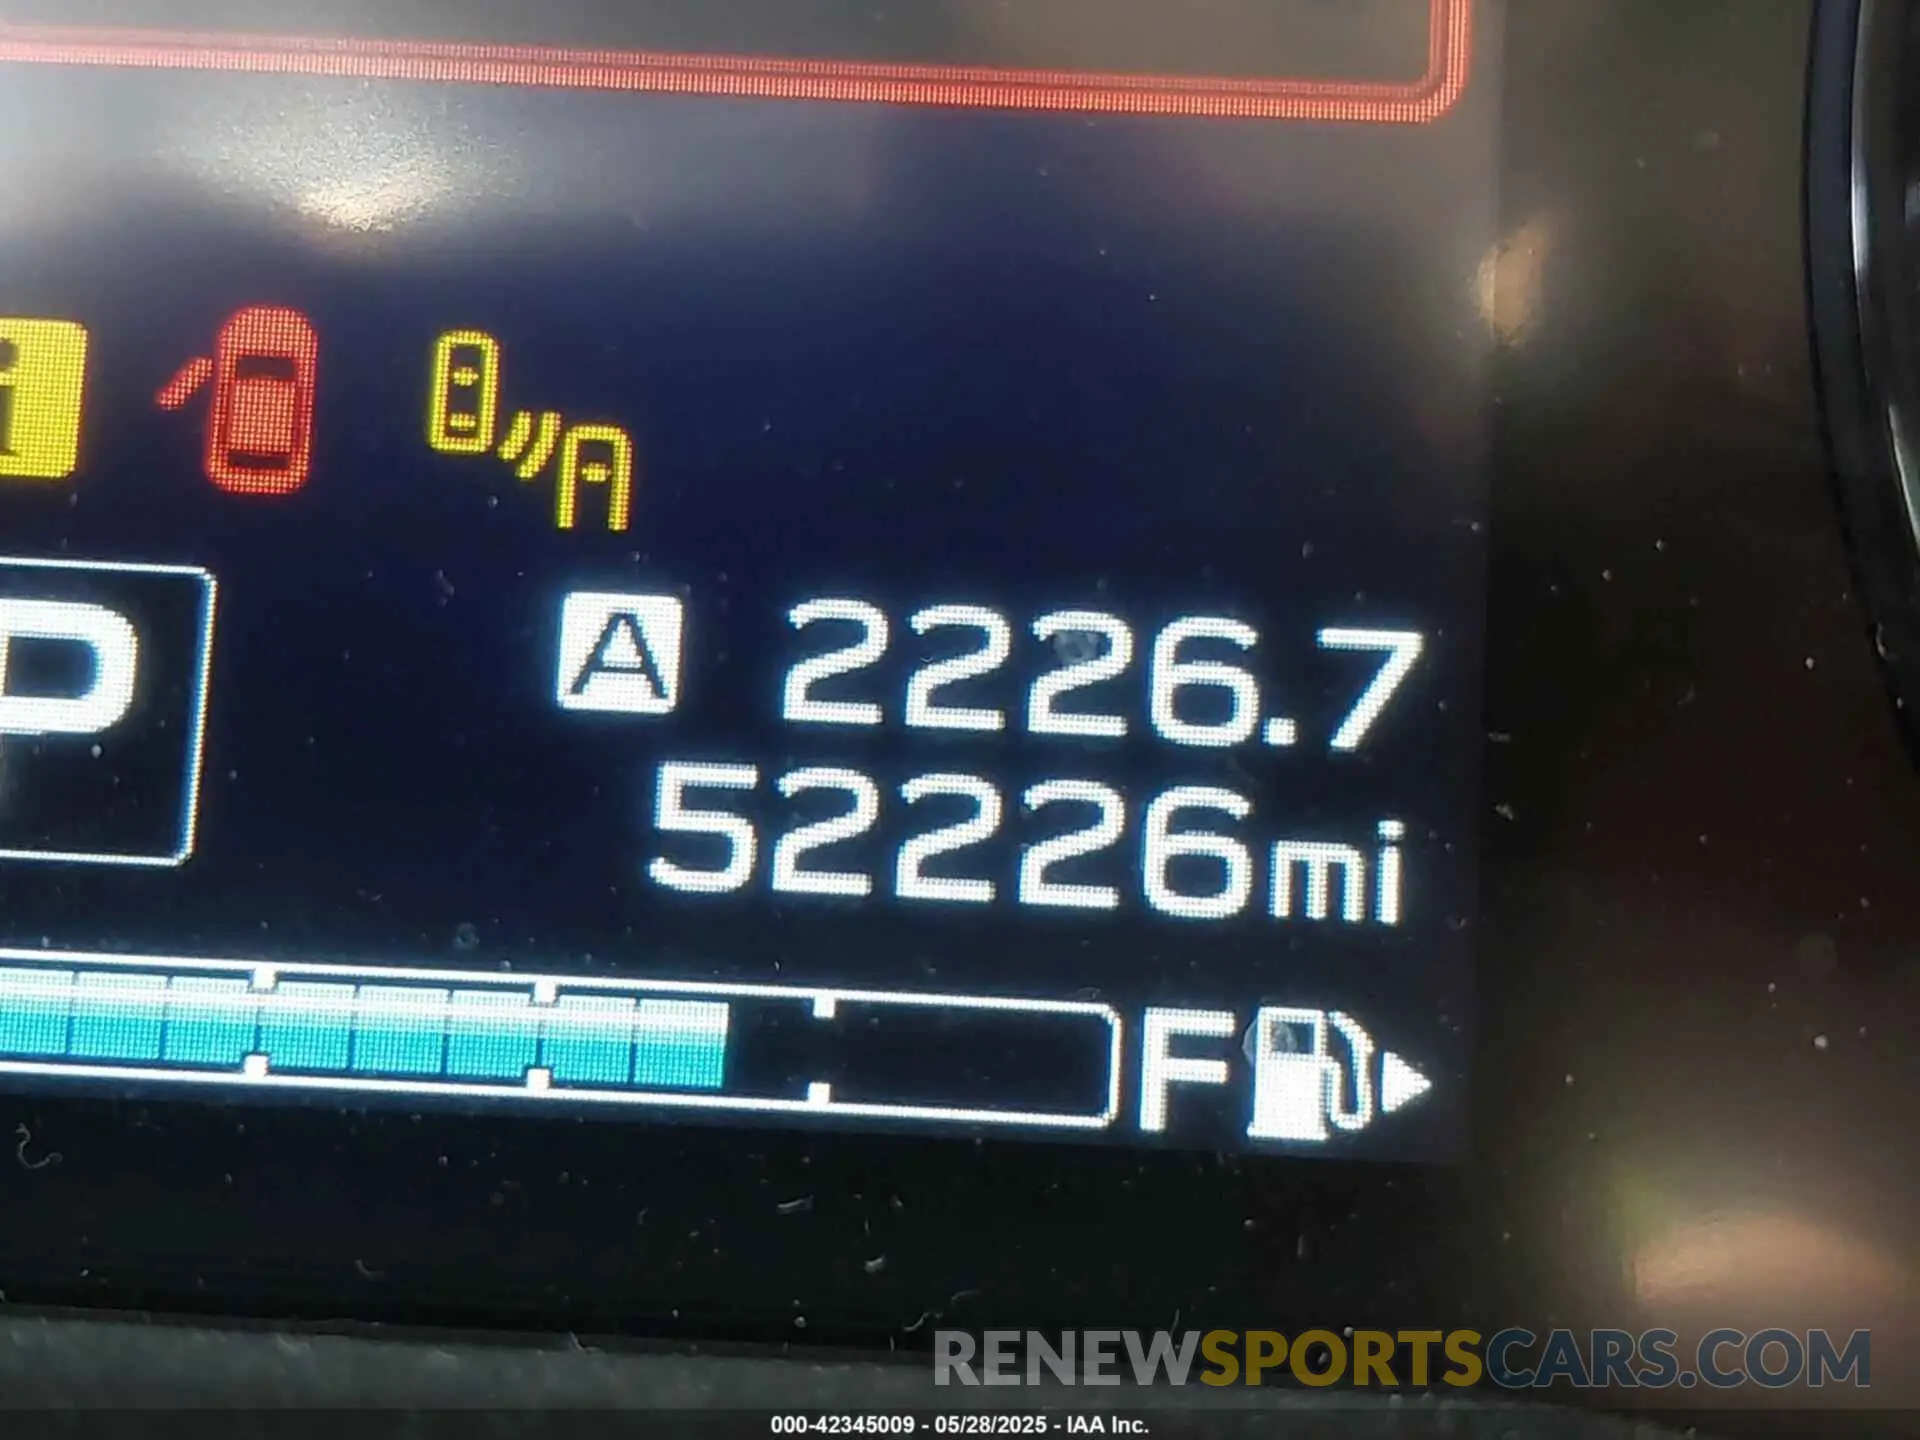 i
P
A 2226.7
52226mi
F
RENEWSPORTSCARS.COM
000-42345009 - 05/28/2025 - IAA Inc.